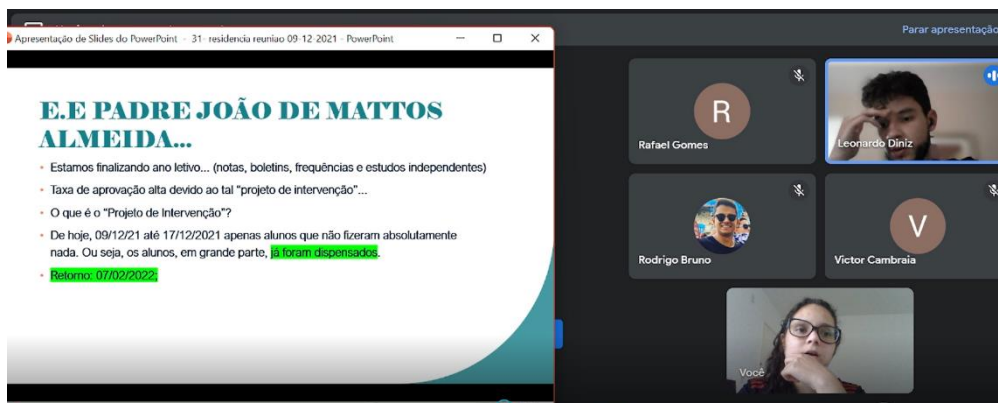 Apresentação de Slides do PowerPoint - 31- residencia reuniao 09-12-2021 - PowerPoint
Parar apresentação
E.E PADRE JOÃO DE MATTOS
ALMEIDA...
• Estamos finalizando ano letivo... (notas, boletins, frequências e estudos independentes)
• Taxa de aprovação alta devido ao tal "projeto de intervenção"...
• O que é o "Projeto de Intervenção"?
• De hoje, 09/12/21 até 17/12/2021 apenas alunos que não fizeram absolutamente
nada. Ou seja, os alunos, em grande parte, já foram dispensados.
• Retorno: 07/02/2022;
R
Rafael Gomes
Leonardo Diniz
Rodrigo Bruno
V
Victor Cambraia
Você